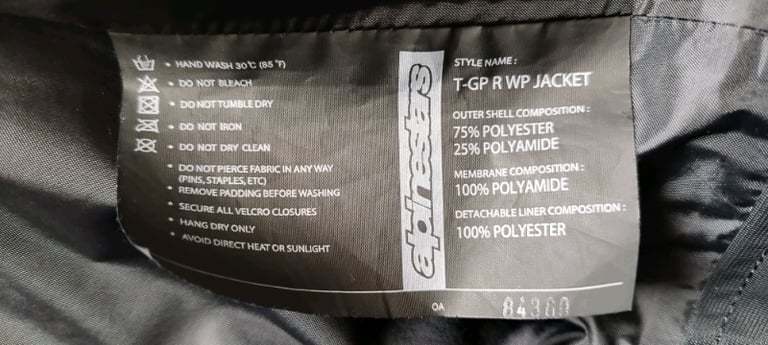 • HAND WASH 30°C (85 °F)
• DO NOT BLEACH
• DO NOT TUMBLE DRY
• DO NOT IRON
• DO NOT DRY CLEAN
• DO NOT PIERCE FABRIC IN ANY WAY
(PINS, STAPLES, ETC)
• REMOVE PADDING BEFORE WASHING
• SECURE ALL VELCRO CLOSURES
• HANG DRY ONLY
• AVOID DIRECT HEAT OR SUNLIGHT
alpinestars
STYLE NAME :
T-GP R WP JACKET
OUTER SHELL COMPOSITION :
75% POLYESTER
25% POLYAMIDE
MEMBRANE COMPOSITION :
100% POLYAMIDE
DETACHABLE LINER COMPOSITION :
100% POLYESTER
OA 84360